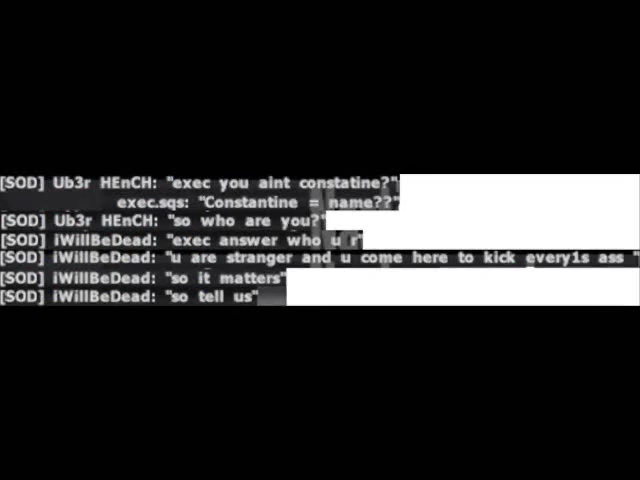 [SOD] Ub3r HEnCH: "exec you aint constatine?"
exec.sqs: "Constantine = name??"
[SOD] Ub3r HEnCH: "so who are you?"
[SOD] iWillBeDead: "exec answer who u r"
[SOD] iWillBeDead: "u are stranger and u come here to kick every1s ass "
[SOD] iWillBeDead: "so it matters"
[SOD] iWillBeDead: "so tell us"